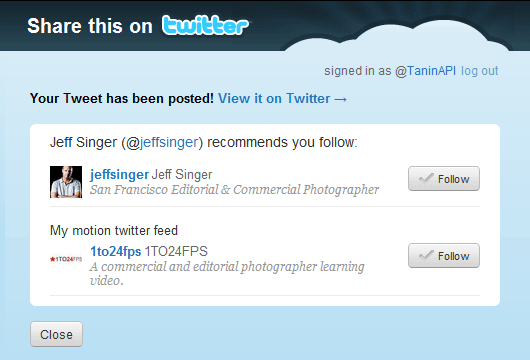 Share this on twitter
signed in as @TaninAPI log out
Your Tweet has been posted! View it on Twitter →
Jeff Singer (@jeffsinger) recommends you follow:
jeffsinger Jeff Singer
San Francisco Editorial & Commercial Photographer
Follow
My motion twitter feed
★1TO24FPS
1to24fps 1TO24FPS
A commercial and editorial photographer learning
video.
Follow
Close